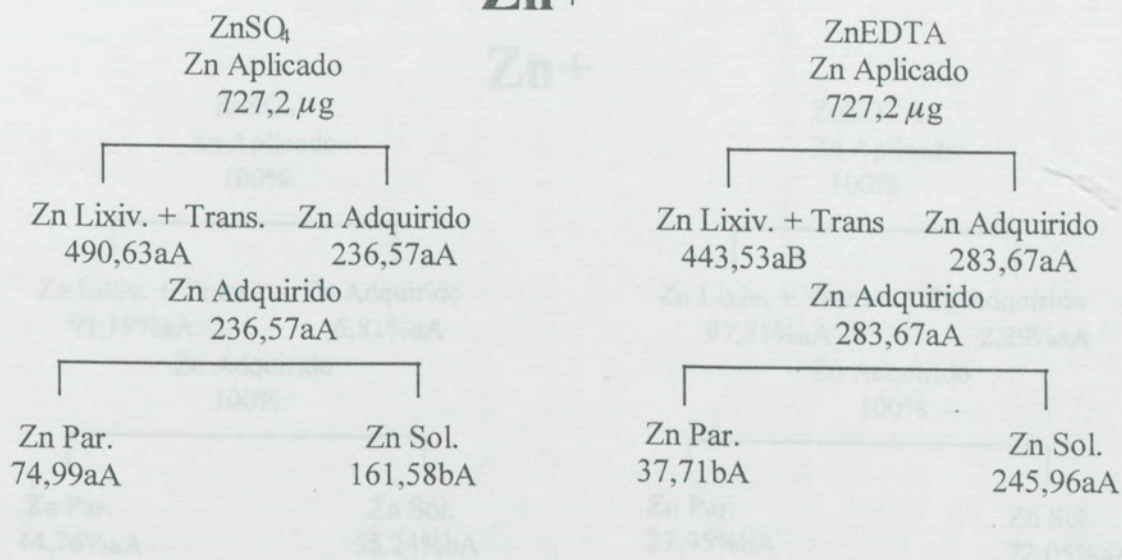 Zn+
ZnSO4
Zn Aplicado
727,2 μg
Zn Lixiv. + Trans. Zn Adquirido
490,63aA 236,57aA
Zn Adquirido
236,57aA
Zn Par. Zn Sol.
74,99aA 161,58bA
ZnEDTA
Zn Aplicado
727,2 μg
Zn Lixiv. + Trans Zn Adquirido
443,53aB 283,67aA
Zn Adquirido
283,67aA
Zn Par. Zn Sol.
37,71bA 245,96aA